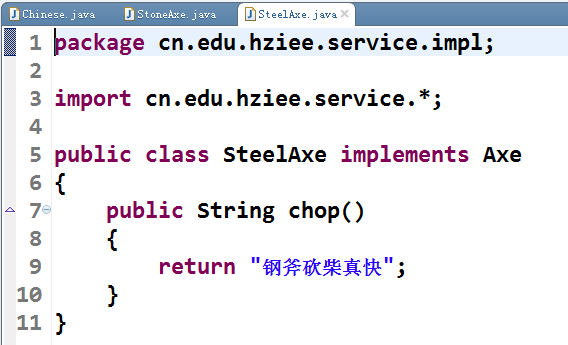 Chinese.java StoneAxe.java SteelAxe.java
1 package cn.edu.hziee.service.impl;
2
3 import cn.edu.hziee.service.*;
4
5 public class SteelAxe implements Axe
6 {
7 public String chop()
8 {
9 return "钢斧砍柴真快";
10 }
11 }